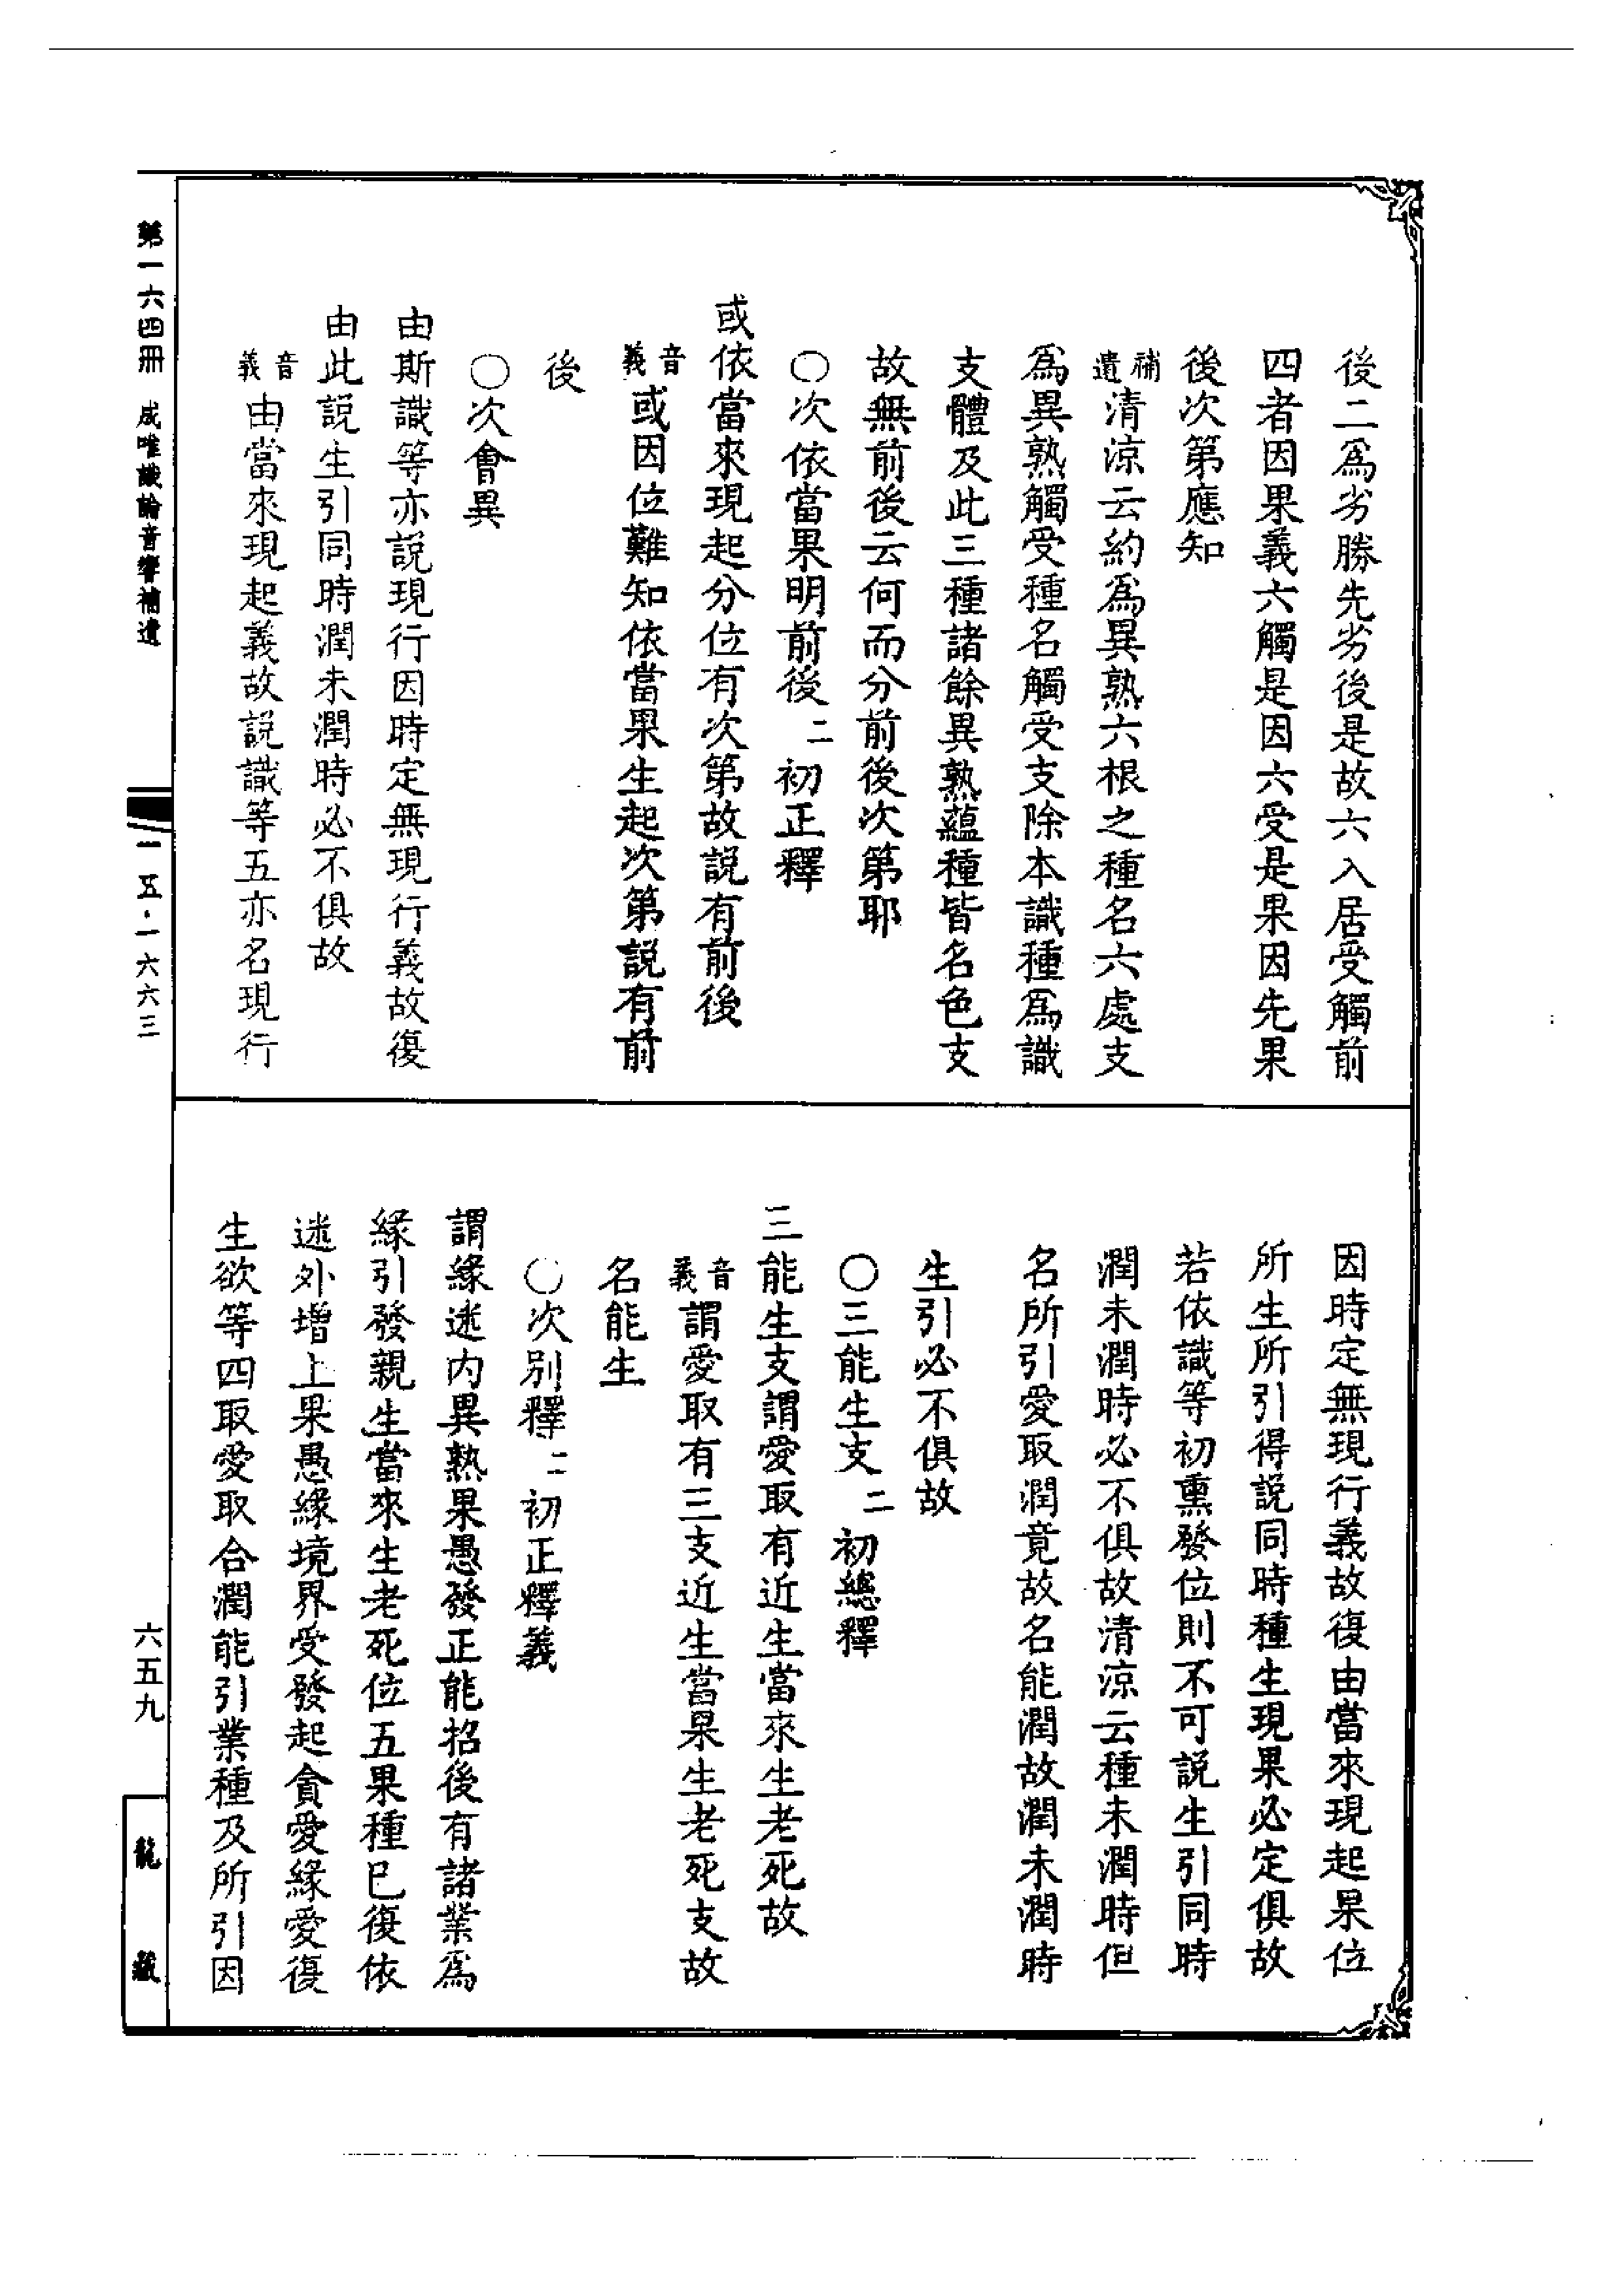 後二爲劣勝先劣後是故六入居受觸前
四者因果義六觸是因六受是果因先果
後次第應知
補遺清涼云約爲異熟六根之種名六處支
爲異熟觸受種名觸受支除本識種爲識
支體及此三種諸餘異熟蘊種皆名色支
故無前後云何而分前後次第耶
○次依當果明前後二初正釋
或依當來現起分位有次第故說有前後
音義或因位難知依當果生起次第說有前
後
○次會異
由斯識等亦說現行因時定無現行義故復
由此說生引同時潤未潤時必不俱故
音義由當來現起義故說識等五亦名現行
因時定無現行義故復由當來現起果位
所生所引得說同時種生現果必定俱故
若依識等初熏發位則不可說生引同時
潤未潤時必不俱故清涼云種未潤時但
名所引愛取潤竟故名能潤故潤未潤時
生引必不俱故
○三能生支二初總釋
三能生支謂愛取有近生當來生老死故
音義謂愛取有三支近生當果生老死支故
名能生
○次別釋二初正釋義
謂緣迷內異熟果愚發正能招後有諸業爲
緣引發親生當來生老死位五果種已復依
迷外增上果愚緣境界受發起貪愛緣愛復
生欲等四取愛取合潤能引業種及所引因
第一六四冊 成唯識論音響補遺
一一五·一六六三
六五九
龍藏